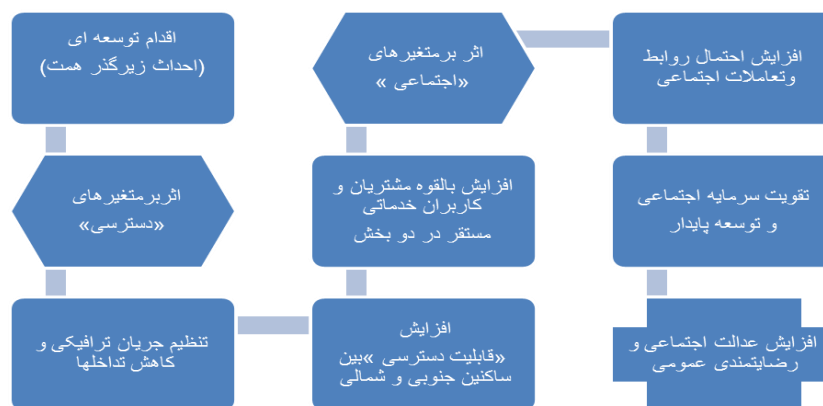 اقدام توسعه ای
(احداث زیرگذر همت)
اثربرمتغیرهای
«دسترسی»
تنظیم جریان ترافیکی و
کاهش تداخلها
افزایش
«قابلیت دسترسی »بین
ساکنین جنوبی و شمالی
افزایش بالقوه مشتریان و
کاربران خدماتی
مستقر در دو بخش
اثر برمتغیرهای
«اجتماعی »
افزایش احتمال روابط
وتعاملات اجتماعی
تقویت سرمایه اجتماعی
و توسعه پایدار
افزایش عدالت اجتماعی و
رضایتمندی عمومی